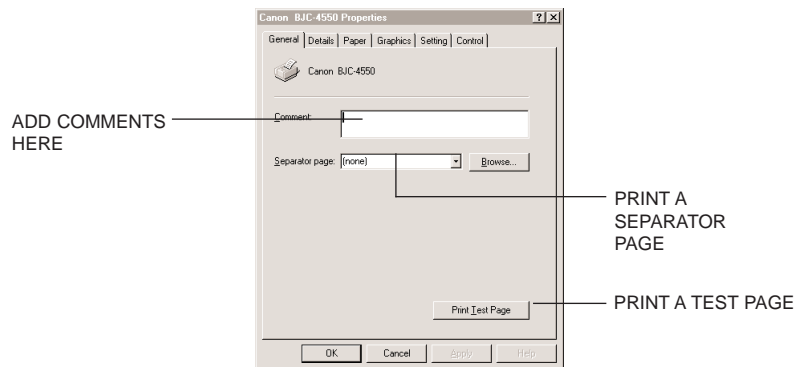 Canon BJC-4550 Properties ? X
General Details Paper Graphics Setting Control
Canon BJC-4550
ADD COMMENTS
HERE
Comment:
Separator page: (none) Browse...
PRINT A
SEPARATOR
PAGE
Print Test Page
PRINT A TEST PAGE
OK Cancel Apply Help